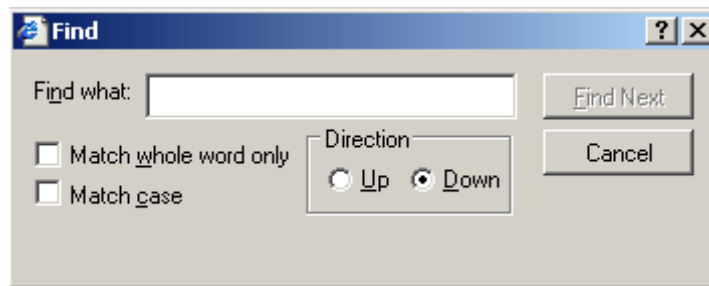 Find
Find what:
Find Next
Match whole word only
Direction
Cancel
Up Down
Match case